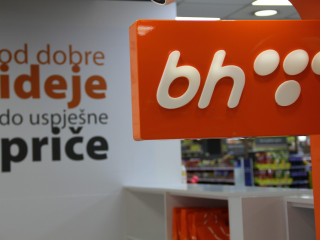 od dobre
ideje
do uspješne
priče
bh